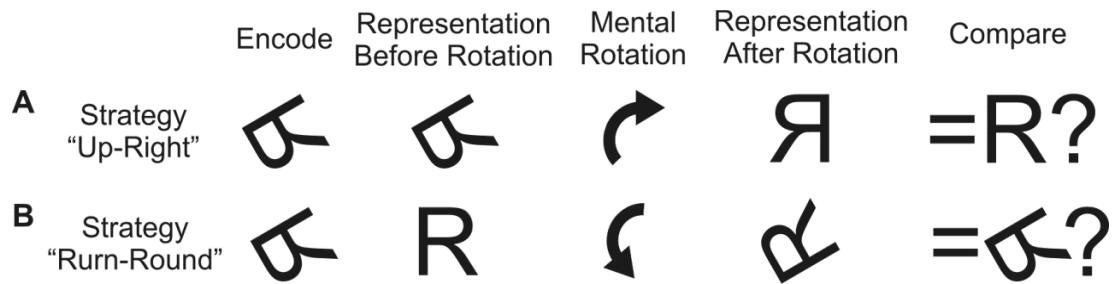 Encode
Representation
Before Rotation
Mental
Rotation
Representation
After Rotation
Compare
A
Strategy
“Up-Right”
R
R
Я
=R?
B
Strategy
“Rurn-Round”
R
R
R
=R?